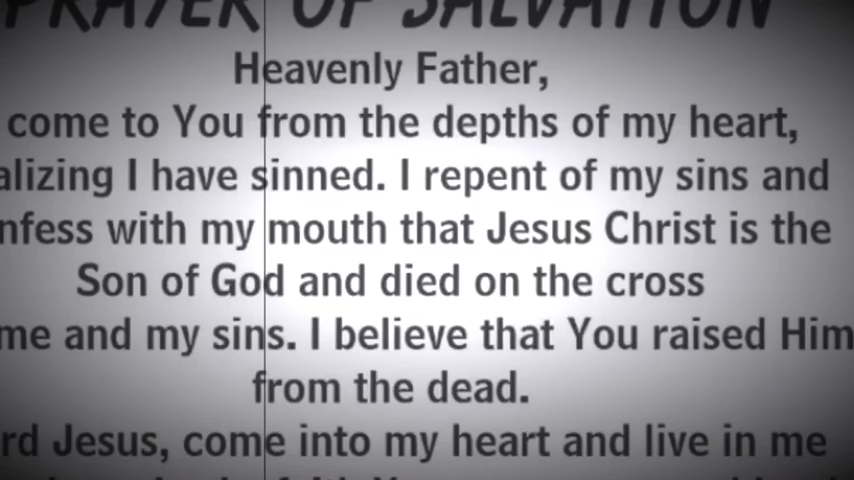 PRAYER OF SALVATION
Heavenly Father,
come to You from the depths of my heart,
alizing I have sinned. I repent of my sins and
nfess with my mouth that Jesus Christ is the
Son of God and died on the cross
me and my sins. I believe that You raised Him
from the dead.
rd Jesus, come into my heart and live in me